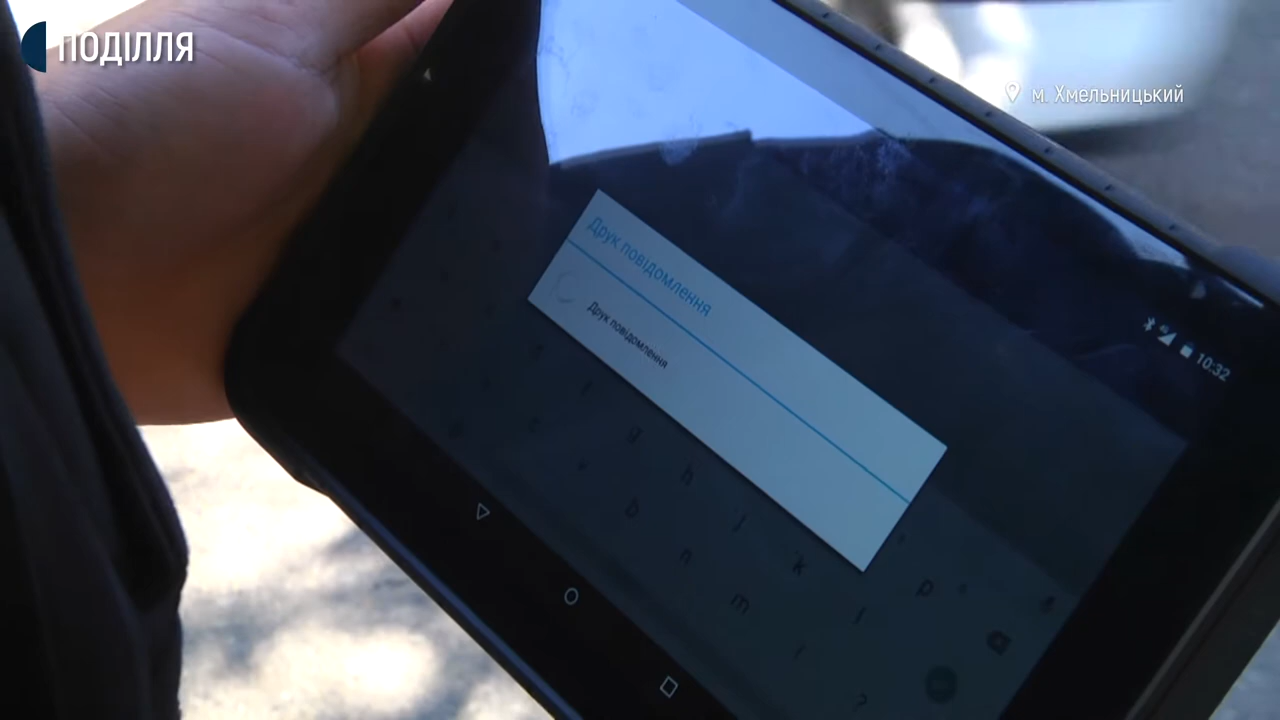 ПОДІЛЛЯ
м. Хмельницький
10:32
Друк повідомлення
Друк повідомлення
g
h
j
k
p
b
n
m